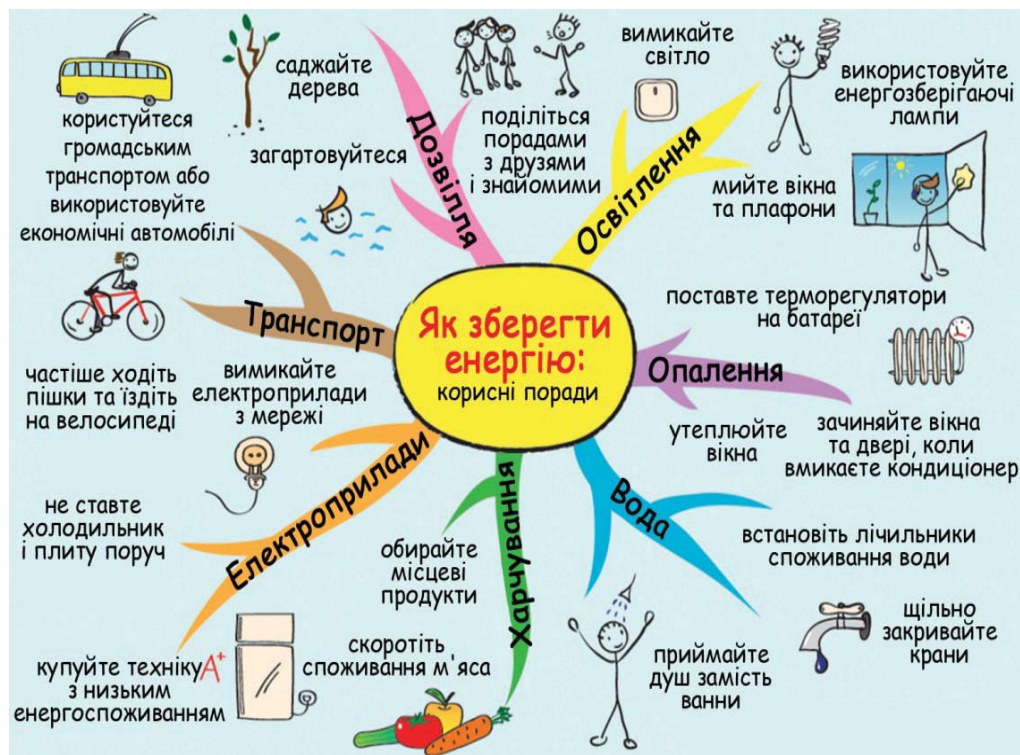 Як зберегти
енергію:
корисні поради
Дозвілля
саджайте
дерева
загартовуйтеся
поділіться
порадами
з друзями
і знайомими
Освітлення
вимикайте
світло
використовуйте
енергозберігаючі
лампи
мийте вікна
та плафони
Опалення
поставте терморегулятори
на батареї
утеплюйте
вікна
зачиняйте вікна
та двері, коли
вмикаєте кондиціонер
Вода
встановіть лічильники
споживання води
щільно
закривайте
крани
приймайте
душ замість
ванни
Харчування
обирайте
місцеві
продукти
скоротіть
споживання м'яса
Електроприлади
вимикайте
електроприлади
з мережі
не ставте
холодильник
і плиту поруч
купуйте техніку
з низьким
енергоспоживанням
A+
Транспорт
користуйтеся
громадським
транспортом або
використовуйте
економічні автомобілі
частіше ходіть
пішки та їздіть
на велосипеді